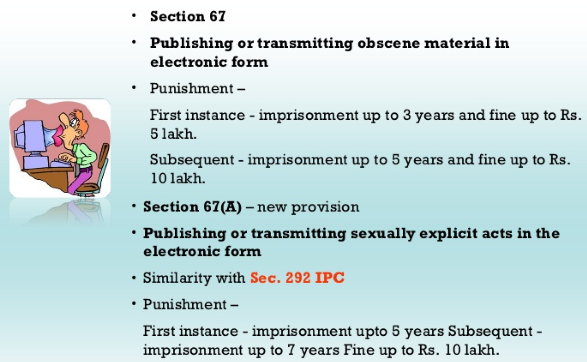 • Section 67
• Publishing or transmitting obscene material in
electronic form
• Punishment –
First instance - imprisonment up to 3 years and fine up to Rs.
5 lakh.
Subsequent - imprisonment up to 5 years and fine up to Rs.
10 lakh.
• Section 67(A) – new provision
• Publishing or transmitting sexually explicit acts in the
electronic form
• Similarity with Sec. 292 IPC
• Punishment –
First instance - imprisonment upto 5 years Subsequent -
imprisonment up to 7 years Fine up to Rs. 10 lakh.